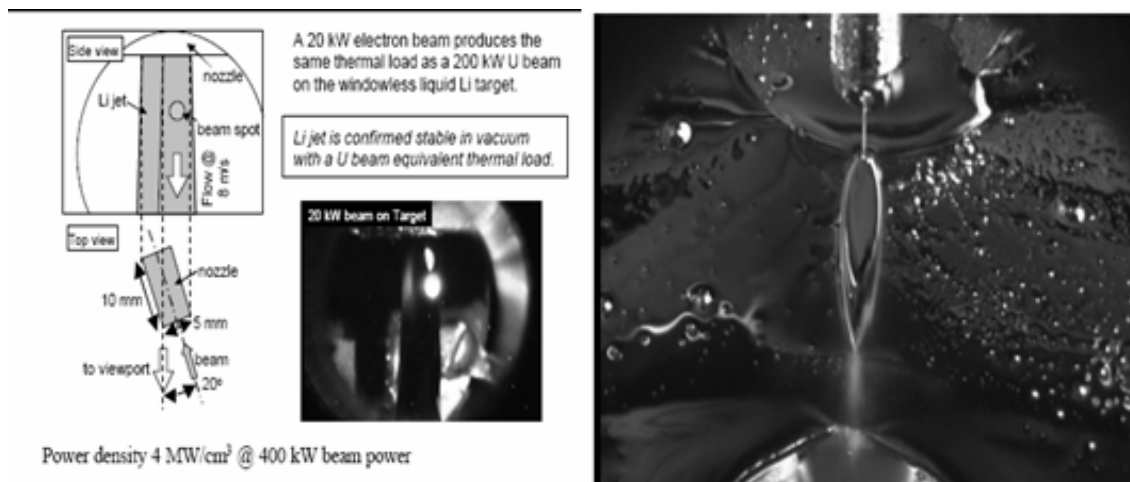 Side view
nozzle
Li jet
beam spot
Flow @
8 m/s
Top view
nozzle
10 mm
5 mm
to viewport
beam
20º
A 20 kW electron beam produces the
same thermal load as a 200 kW U beam
on the windowless liquid Li target.
Li jet is confirmed stable in vacuum
with a U beam equivalent thermal load.
20 kW beam on Target
Power density 4 MW/cm³ @ 400 kW beam power